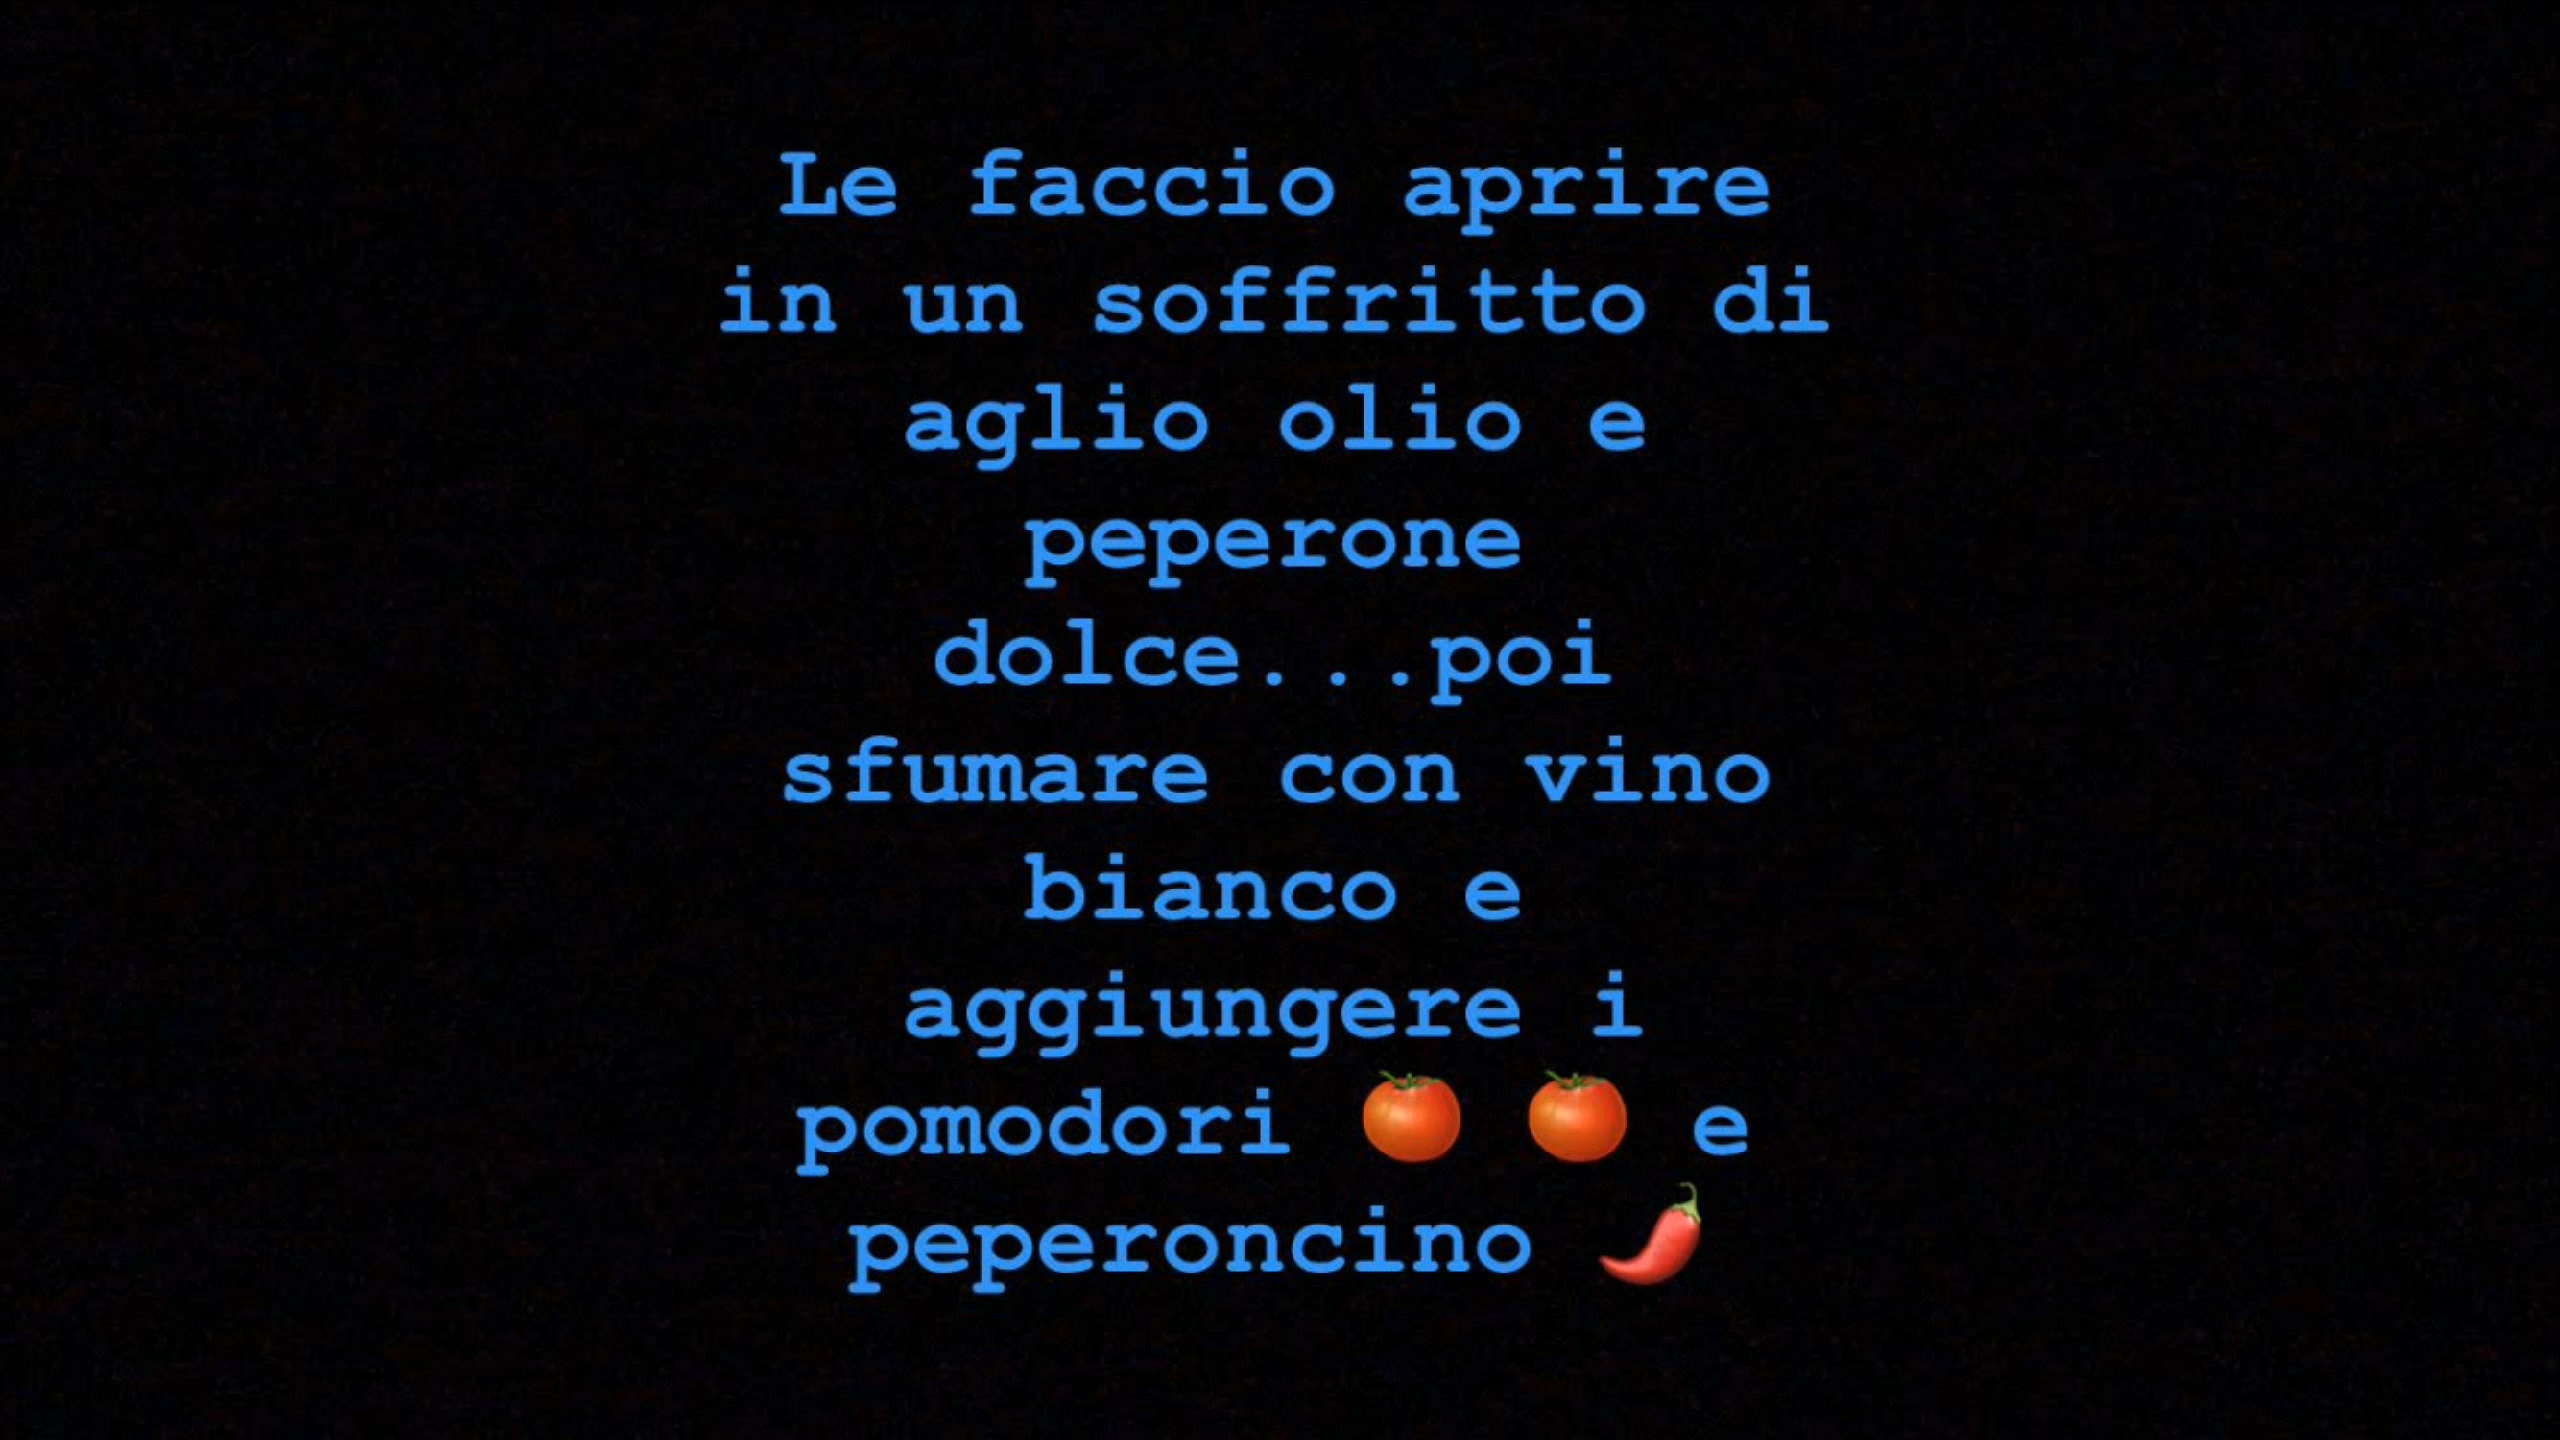 Le faccio aprire
in un soffritto di
aglio olio e
peperone
dolce...poi
sfumare con vino
bianco e
aggiungere i
pomodori 🍅 🍅 e
peperoncino 🌶️